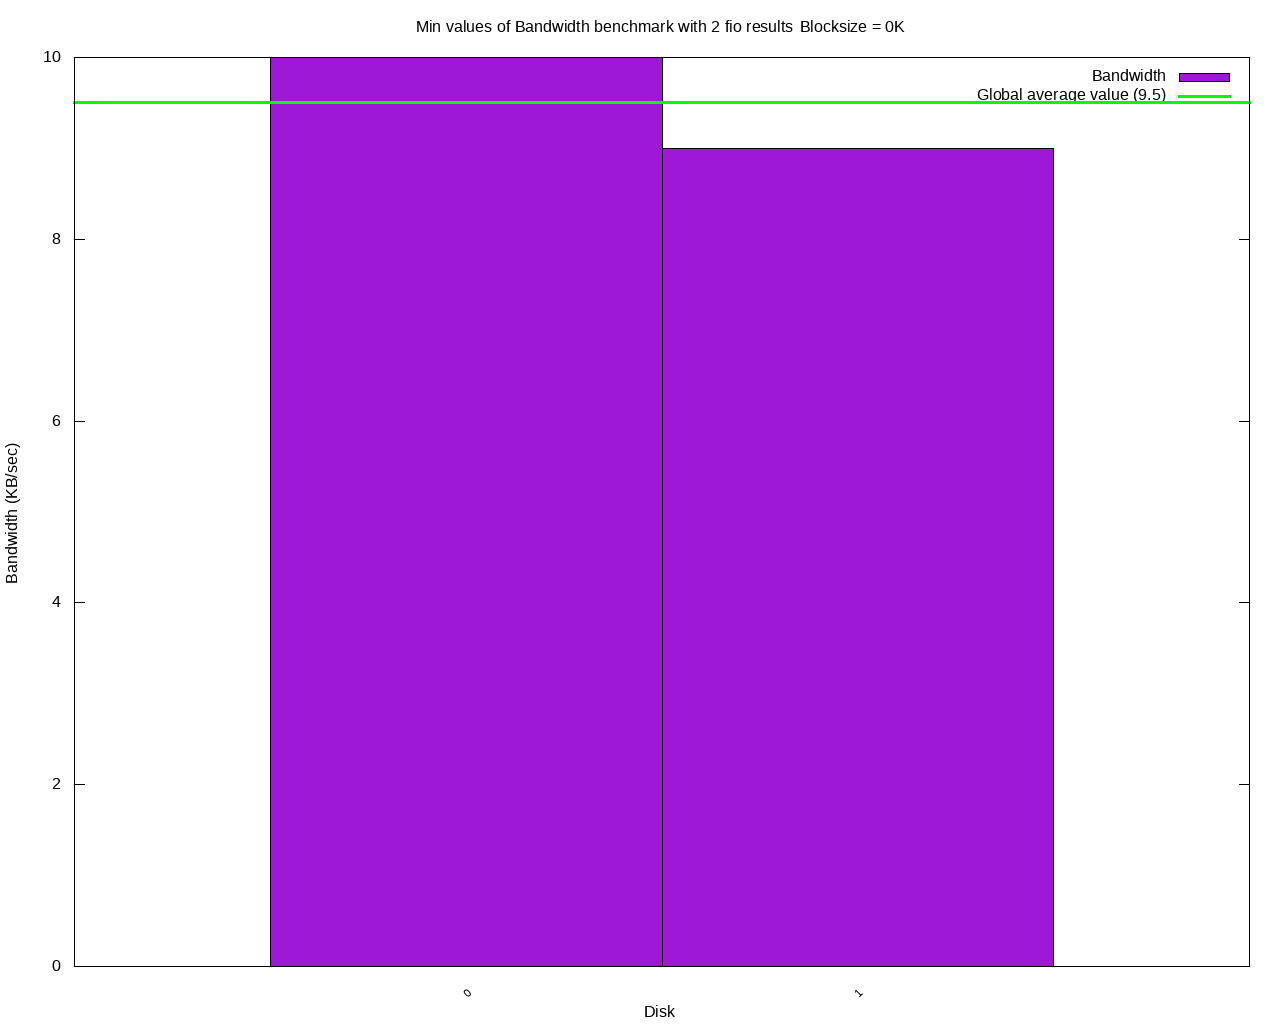 Min values of Bandwidth benchmark with 2 fio results Blocksize = 0K
10
8
6
4
2
0
Bandwidth (KB/sec)
Bandwidth
Global average value (9.5)
0
1
Disk